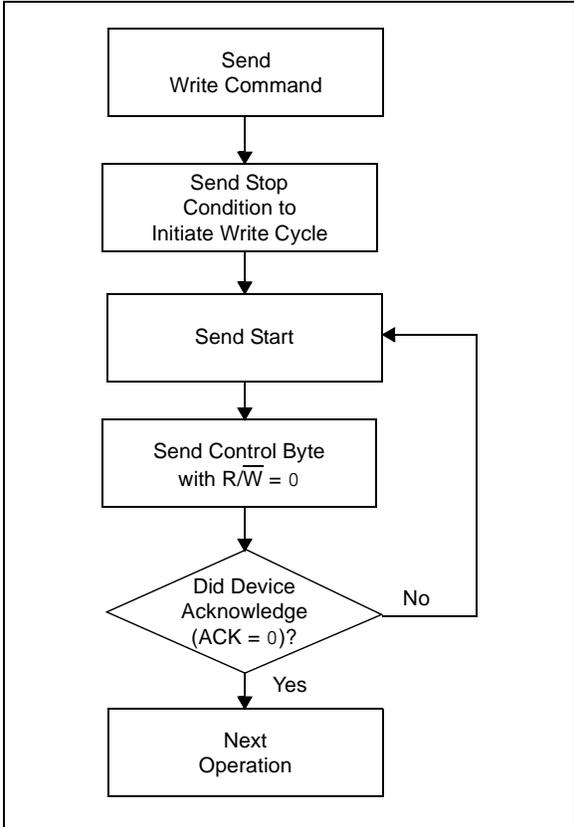 Send
Write Command
Send Stop
Condition to
Initiate Write Cycle
Send Start
Send Control Byte
with R/W̅ = 0
Did Device
Acknowledge
(ACK = 0)?
No
Yes
Next
Operation